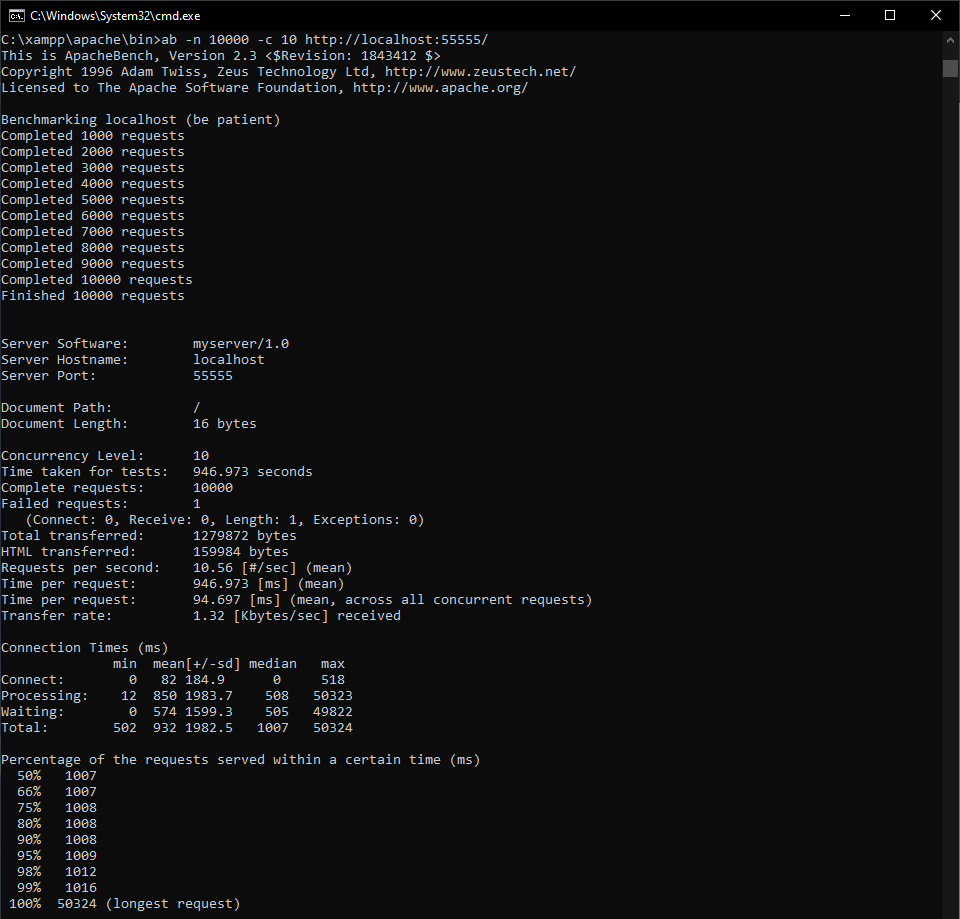 C:\Windows\System32\cmd.exe
C:\xampp\apache\bin>ab -n 10000 -c 10 http://localhost:55555/
This is ApacheBench, Version 2.3 <$Revision: 1843412 $>
Copyright 1996 Adam Twiss, Zeus Technology Ltd, http://www.zeustech.net/
Licensed to The Apache Software Foundation, http://www.apache.org/

Benchmarking localhost (be patient)
Completed 1000 requests
Completed 2000 requests
Completed 3000 requests
Completed 4000 requests
Completed 5000 requests
Completed 6000 requests
Completed 7000 requests
Completed 8000 requests
Completed 9000 requests
Completed 10000 requests
Finished 10000 requests


Server Software:        myserver/1.0
Server Hostname:        localhost
Server Port:            55555

Document Path:          /
Document Length:        16 bytes

Concurrency Level:      10
Time taken for tests:   946.973 seconds
Complete requests:      10000
Failed requests:        1
   (Connect: 0, Receive: 0, Length: 1, Exceptions: 0)
Total transferred:      1279872 bytes
HTML transferred:       159984 bytes
Requests per second:    10.56 [#/sec] (mean)
Time per request:       946.973 [ms] (mean)
Time per request:       94.697 [ms] (mean, across all concurrent requests)
Transfer rate:          1.32 [Kbytes/sec] received

Connection Times (ms)
              min  mean[+/-sd] median   max
Connect:        0   82 184.9      0     518
Processing:    12  850 1983.7    508   50323
Waiting:        0  574 1599.3    505   49822
Total:        502  932 1982.5   1007   50324

Percentage of the requests served within a certain time (ms)
  50%   1007
  66%   1007
  75%   1008
  80%   1008
  90%   1008
  95%   1009
  98%   1012
  99%   1016
 100%  50324 (longest request)